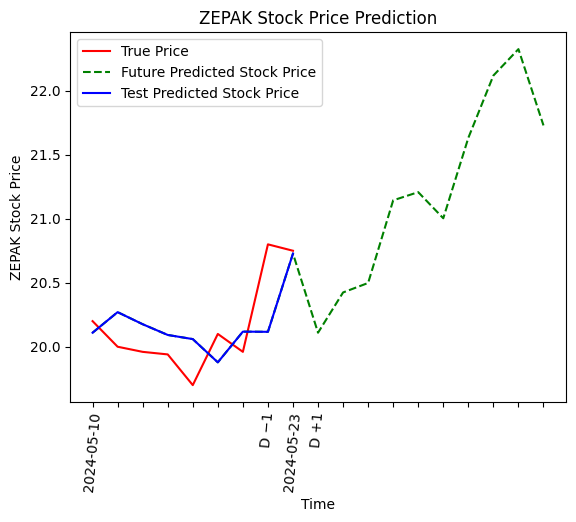 ZEPAK Stock Price Prediction
True Price
Future Predicted Stock Price
Test Predicted Stock Price
ZEPAK Stock Price
22.0
21.5
21.0
20.5
20.0
2024-05-10
D −1
2024-05-23
D +1
Time